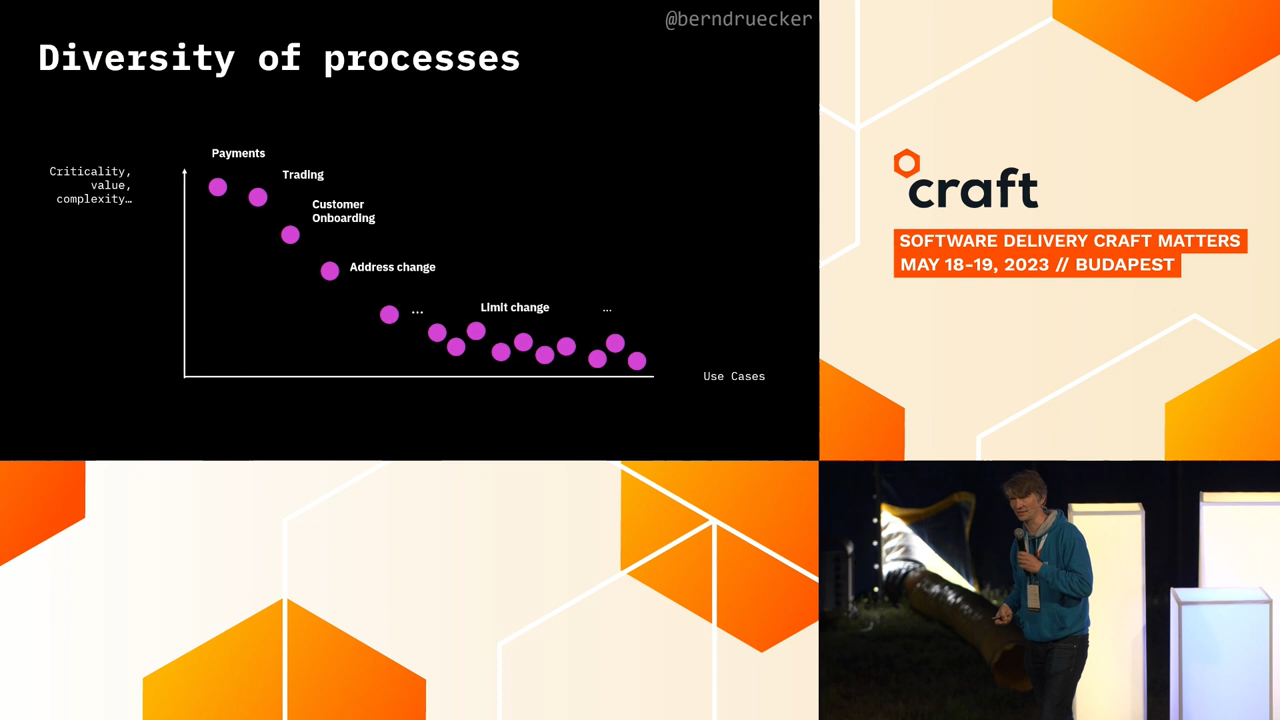 @berndruecker
Diversity of processes
Criticality,
value,
complexity…
Payments
Trading
Customer
Onboarding
Address change
…
Limit change
…
Use Cases
craft
SOFTWARE DELIVERY CRAFT MATTERS
MAY 18-19, 2023 // BUDAPEST